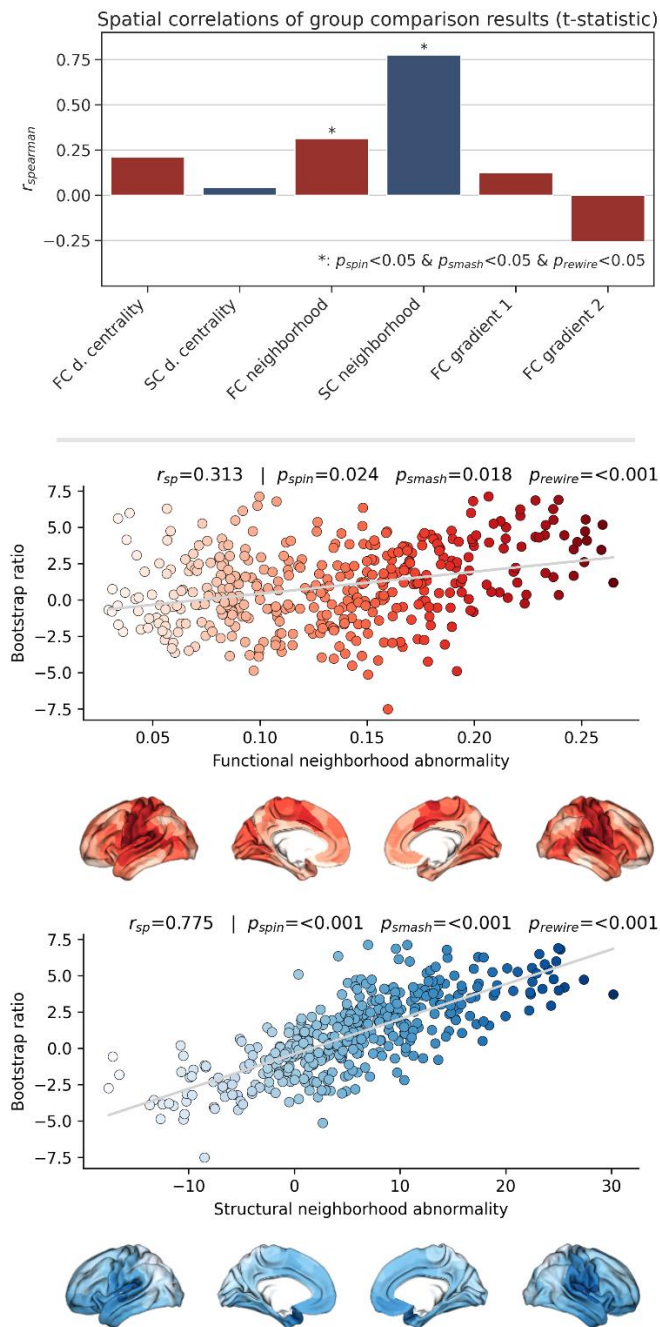 Spatial correlations of group comparison results (t-statistic)
0.75
0.50
0.25
0.00
−0.25
r_spearman
*
*
*: p_spin<0.05 & p_smash<0.05 & p_rewire<0.05
FC d. centrality
SC d. centrality
FC neighborhood
SC neighborhood
FC gradient 1
FC gradient 2
r_sp=0.313 | p_spin=0.024 p_smash=0.018 p_rewire=<0.001
7.5
5.0
2.5
0.0
−2.5
−5.0
−7.5
Bootstrap ratio
0.05 0.10 0.15 0.20 0.25
Functional neighborhood abnormality
r_sp=0.775 | p_spin=<0.001 p_smash=<0.001 p_rewire=<0.001
7.5
5.0
2.5
0.0
−2.5
−5.0
−7.5
Bootstrap ratio
−10 0 10 20 30
Structural neighborhood abnormality